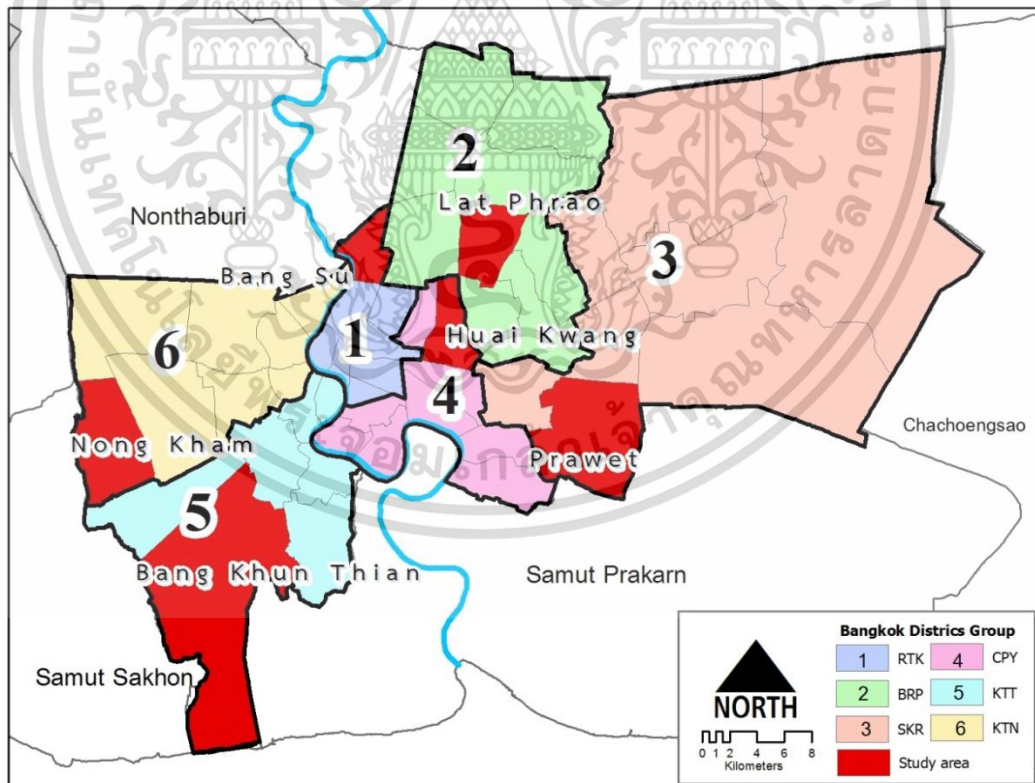 2
Lat Phrao
Nonthaburi
3
Bang Su
1
Huai Kwang
6
4
Chachoengsao
Nong Kham
Prawet
5
Bang Khun Thian
Samut Prakarn
Samut Sakhon
Bangkok Districs Group
1 RTK 4 CPY
2 BRP 5 KTT
3 SKR 6 KTN
Study area
NORTH
0 1 2 4 6 8
Kilometers